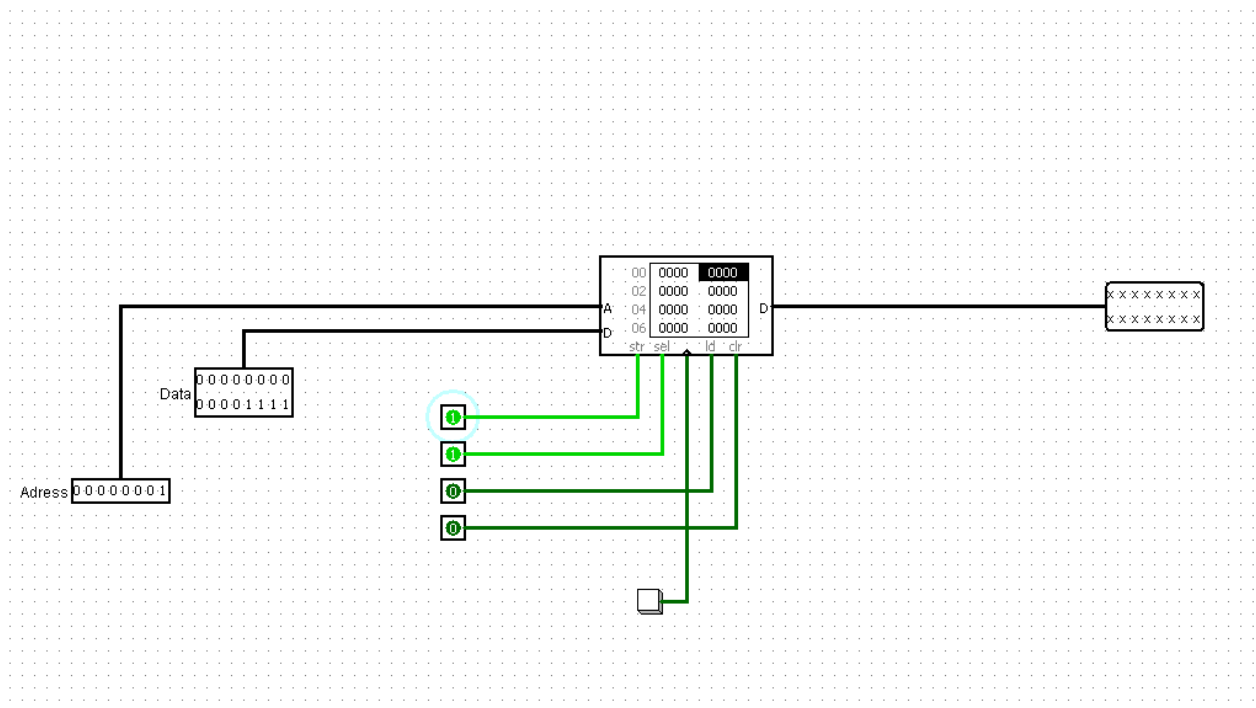 00 0000 0000
02 0000 0000
A 04 0000 0000 D
D 06 0000 0000
str sel ld clr
x x x x x x x x
x x x x x x x x
Data
0 0 0 0 0 0 0 0
0 0 0 0 1 1 1 1
1
1
Adress 0 0 0 0 0 0 0 1
0
0